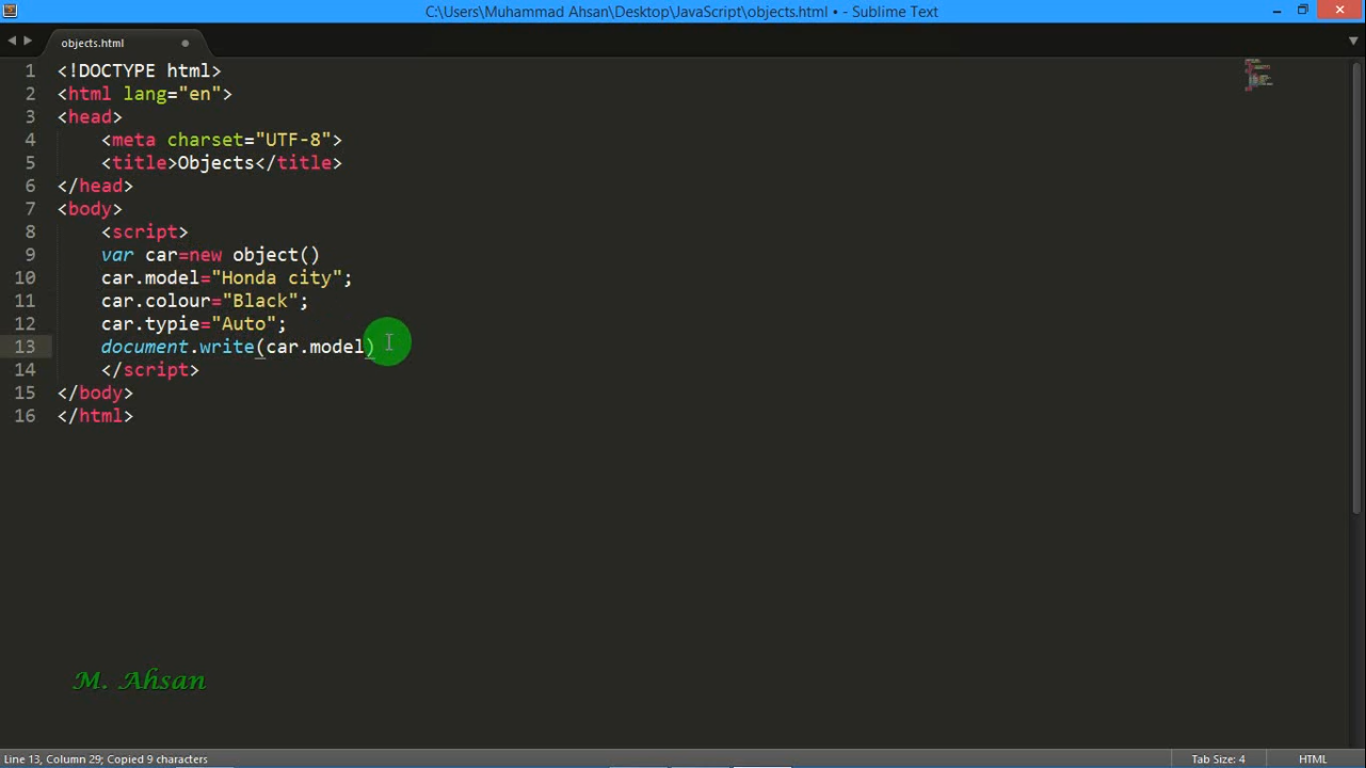 C:\Users\Muhammad Ahsan\Desktop\JavaScript\objects.html • - Sublime Text
objects.html
1 <!DOCTYPE html>
2 <html lang="en">
3 <head>
4 <meta charset="UTF-8">
5 <title>Objects</title>
6 </head>
7 <body>
8 <script>
9 var car=new object()
10 car.model="Honda city";
11 car.colour="Black";
12 car.typie="Auto";
13 document.write(car.model)
14 </script>
15 </body>
16 </html>
M. Ahsan
Line 13, Column 29; Copied 9 characters
Tab Size: 4
HTML